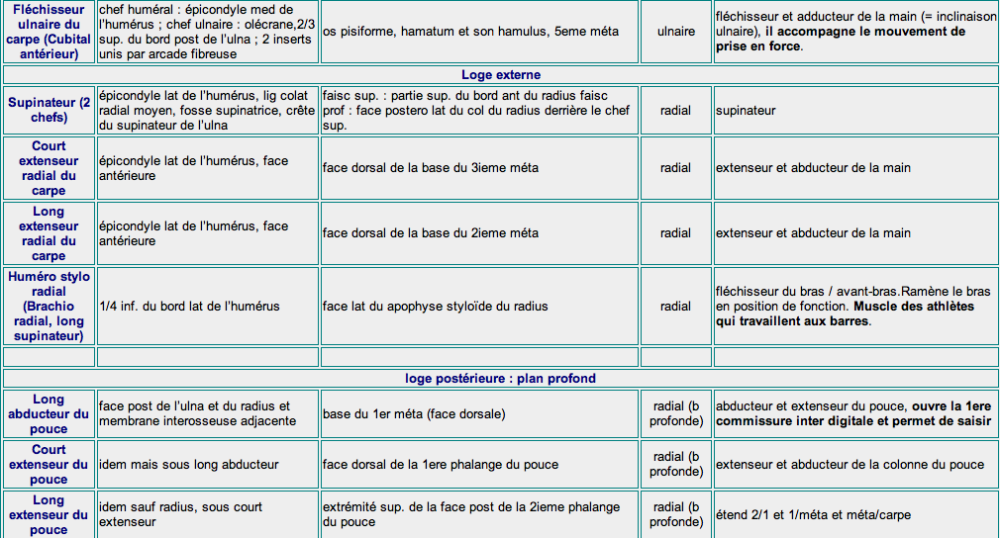 Fléchisseur
ulnaire du
carpe (Cubital
antérieur)
chef huméral : épicondyle med de
l'humérus ; chef ulnaire : olécrane,2/3
sup. du bord post de l'ulna ; 2 inserts
unis par arcade fibreuse
os pisiforme, hamatum et son hamulus, 5eme méta
ulnaire
fléchisseur et adducteur de la main (= inclinaison
ulnaire), il accompagne le mouvement de
prise en force.
Loge externe
Supinateur (2
chefs)
épicondyle lat de l'humérus, lig colat
radial moyen, fosse supinatrice, crête
du supinateur de l'ulna
faisc sup. : partie sup. du bord ant du radius faisc
prof : face postero lat du col du radius derrière le chef
sup.
radial
supinateur
Court
extenseur
radial du
carpe
épicondyle lat de l'humérus, face
antérieure
face dorsal de la base du 3ieme méta
radial
extenseur et abducteur de la main
Long
extenseur
radial du
carpe
épicondyle lat de l'humérus, face
antérieure
face dorsal de la base du 2ieme méta
radial
extenseur et abducteur de la main
Huméro stylo
radial
(Brachio
radial, long
supinateur)
1/4 inf. du bord lat de l'humérus
face lat du apophyse styloïde du radius
radial
fléchisseur du bras / avant-bras.Ramène le bras
en position de fonction. Muscle des athlètes
qui travaillent aux barres.
loge postérieure : plan profond
Long
abducteur du
pouce
face post de l'ulna et du radius et
membrane interosseuse adjacente
base du 1er méta (face dorsale)
radial (b
profonde)
abducteur et extenseur du pouce, ouvre la 1ere
commissure inter digitale et permet de saisir
Court
extenseur du
pouce
idem mais sous long abducteur
face dorsal de la 1ere phalange du pouce
radial (b
profonde)
extenseur et abducteur de la colonne du pouce
Long
extenseur du
pouce
idem sauf radius, sous court
extenseur
extrémité sup. de la face post de la 2ieme phalange
du pouce
radial (b
profonde)
étend 2/1 et 1/méta et méta/carpe